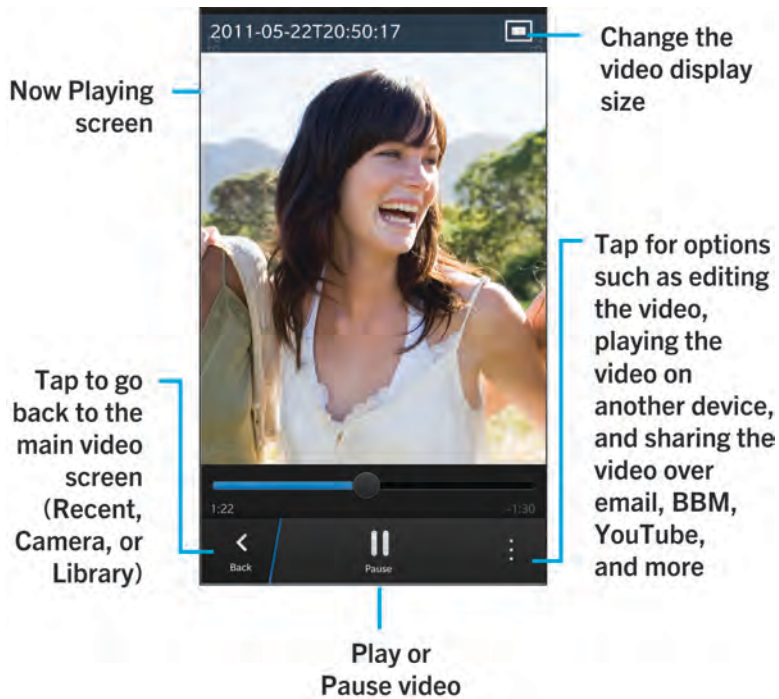 2011-05-22T20:50:17
Change the
video display
size
Now Playing
screen
Tap for options
such as editing
the video,
playing the
video on
another device,
and sharing the
video over
email, BBM,
YouTube,
and more
Tap to go
back to the
main video
screen
(Recent,
Camera, or
Library)
1:22
-1:30
Back
Pause
Play or
Pause video